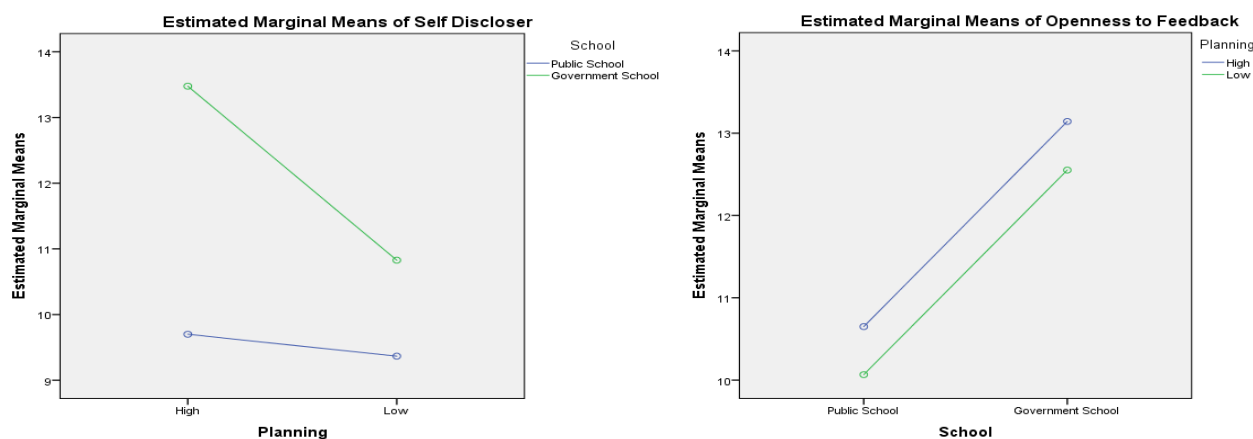 Estimated Marginal Means of Self Discloser
School
Public School
Government School
Estimated Marginal Means
14
13
12
11
10
9
High
Low
Planning
Estimated Marginal Means of Openness to Feedback
Planning
High
Low
Estimated Marginal Means
14
13
12
11
10
Public School
Government School
School